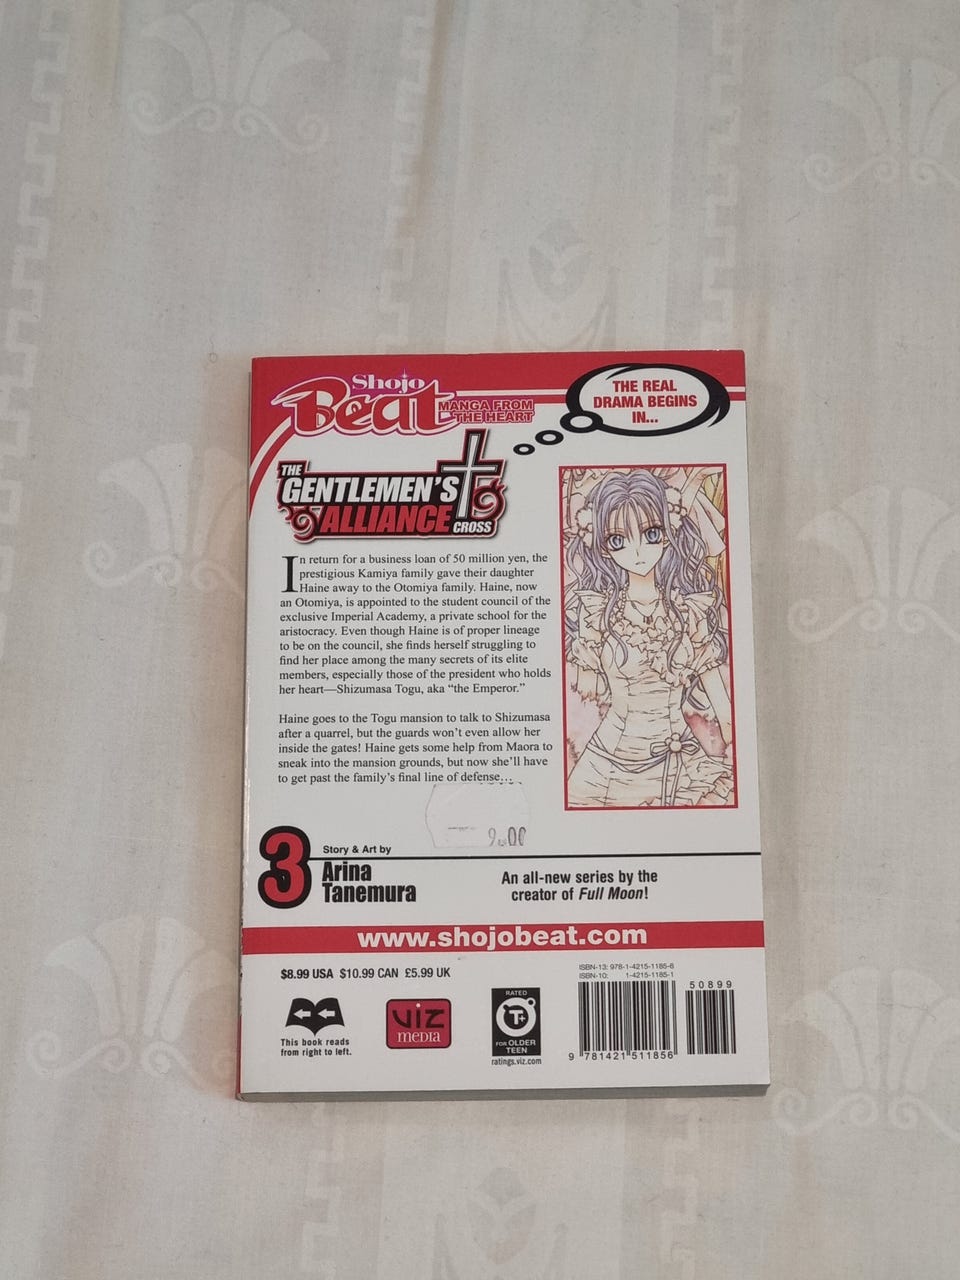 Shojo
Beat
MANGA FROM
THE HEART
THE REAL
DRAMA BEGINS
IN...
THE
GENTLEMEN'S
ALLIANCE
CROSS
In return for a business loan of 50 million yen, the
prestigious Kamiya family gave their daughter
Haine away to the Otomiya family. Haine, now
an Otomiya, is appointed to the student council of the
exclusive Imperial Academy, a private school for the
aristocracy. Even though Haine is of proper lineage
to be on the council, she finds herself struggling to
find her place among the many secrets of its elite
members, especially those of the president who holds
her heart—Shizumasa Togu, aka “the Emperor.”
Haine goes to the Togu mansion to talk to Shizumasa
after a quarrel, but the guards won’t even allow her
inside the gates! Haine gets some help from Maora to
sneak into the mansion grounds, but now she’ll have
to get past the family’s final line of defense…
9.00
3
Story & Art by
Arina
Tanemura
An all-new series by the
creator of Full Moon!
www.shojobeat.com
$8.99 USA $10.99 CAN £5.99 UK
This book reads
from right to left.
VIZ
media
RATED
T+
FOR OLDER
TEEN
ratings.viz.com
ISBN-13: 978-1-4215-1185-6
ISBN-10: 1-4215-1185-1
50899
9 781421 511856